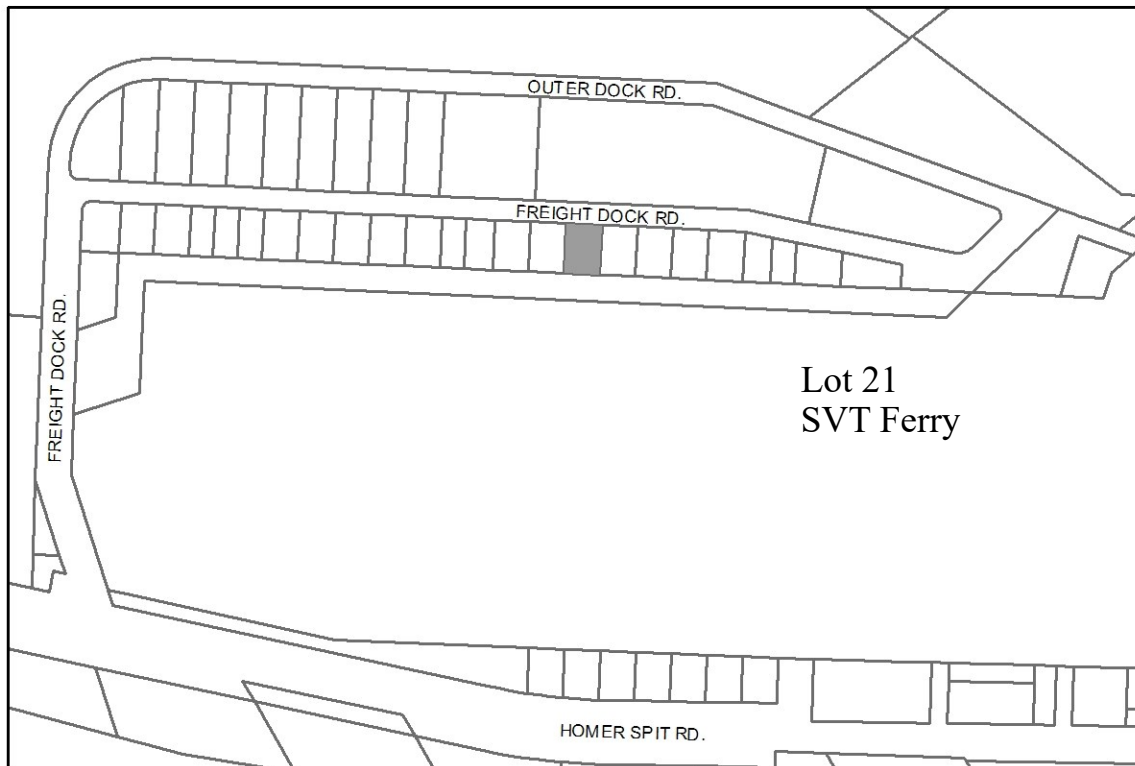 OUTER DOCK RD.
FREIGHT DOCK RD.
FREIGHT DOCK RD.
Lot 21
SVT Ferry
HOMER SPIT RD.